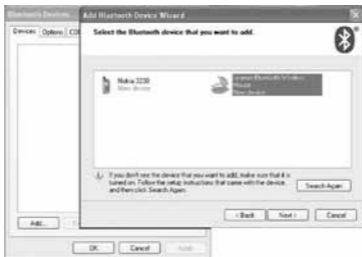 Bluetooth Devices
Add Bluetooth Device Wizard
Devices Options
Select the Bluetooth device that you want to add.
Nokia 3230
New device
Bluetooth Wireless
Mouse
New device
If you don't see the device that you want to add, make sure that it is
turned on. Follow the setup instructions that came with the device,
and then click Search Again.
Search Again
Add...
< Back Next > Cancel
OK Cancel Apply